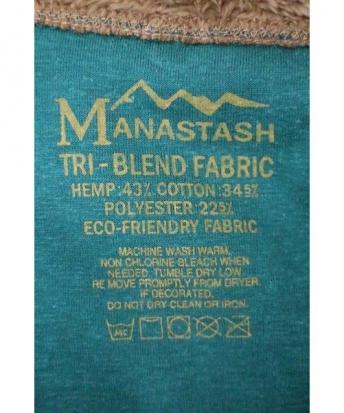 MANASTASH
TRI-BLEND FABRIC
HEMP:43% COTTON:34%
POLYESTER:22%
ECO-FRIENDRY FABRIC
MACHINE WASH WARM,
NON CHLORINE BLEACH WHEN
NEEDED. TUMBLE DRY LOW
RE MOVE PROMPTLY FROM DRYER
IF DECORATED.
DO NOT DRY CLEAN OR IRON.
MC